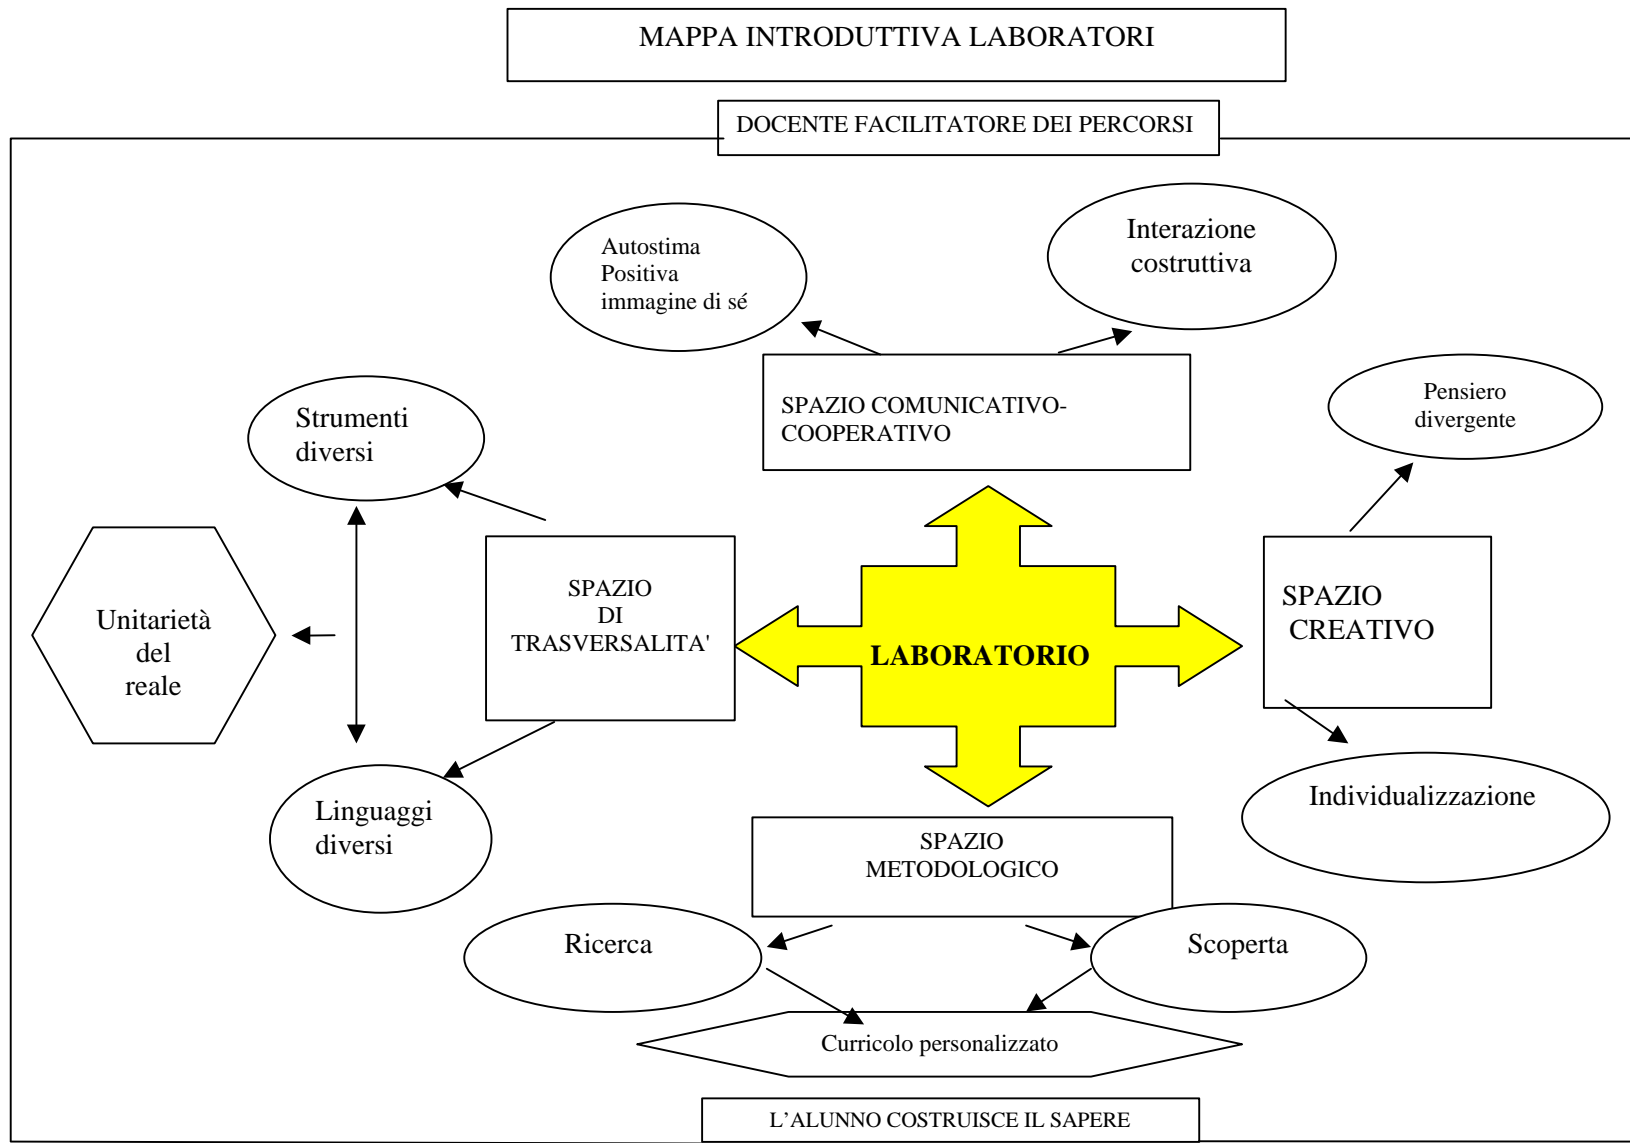 MAPPA INTRODUTTIVA LABORATORI
DOCENTE FACILITATORE DEI PERCORSI
Autostima
Positiva
immagine di sé
Interazione
costruttiva
SPAZIO COMUNICATIVO-
COOPERATIVO
Pensiero
divergente
Strumenti
diversi
SPAZIO
DI
TRASVERSALITA'
Unitarietà
del
reale
LABORATORIO
SPAZIO
CREATIVO
Linguaggi
diversi
Individualizzazione
SPAZIO
METODOLOGICO
Ricerca
Scoperta
Curricolo personalizzato
L’ALUNNO COSTRUISCE IL SAPERE